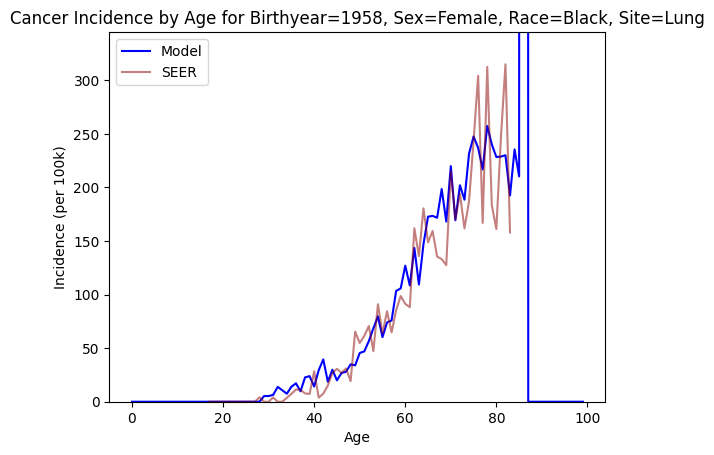 Cancer Incidence by Age for Birthyear=1958, Sex=Female, Race=Black, Site=Lung
Model
SEER
Incidence (per 100k)
300
250
200
150
100
50
0
0 20 40 60 80 100
Age